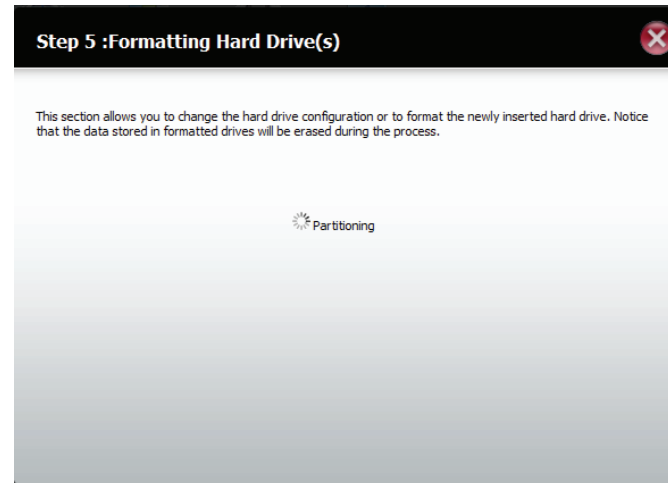 Step 5 :Formatting Hard Drive(s)
This section allows you to change the hard drive configuration or to format the newly inserted hard drive. Notice
that the data stored in formatted drives will be erased during the process.
Partitioning